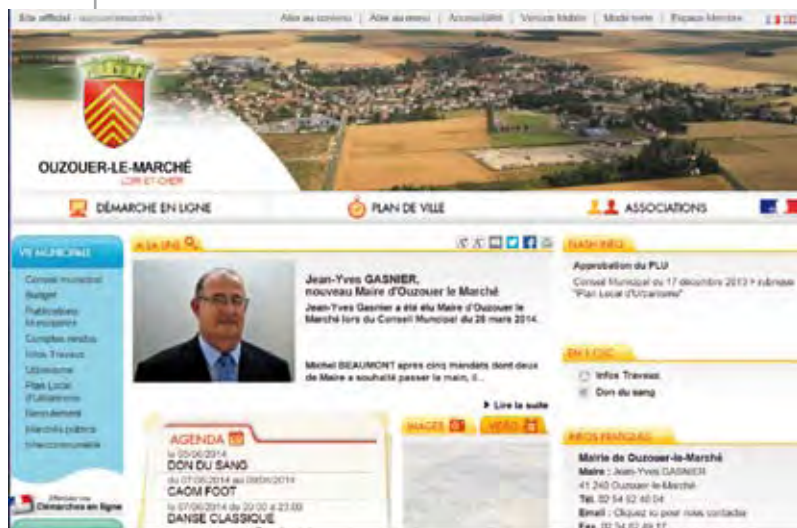 Site officiel
Aller au contenu | Aller au menu | Accessibilité | Version Mobile | Mode texte | Espace Membre
OUZOUER-LE-MARCHÉ
LOIR-ET-CHER
DÉMARCHE EN LIGNE
PLAN DE VILLE
ASSOCIATIONS
VIE MUNICIPALE
Conseil municipal
Budget
Publications
Municipales
Comptes rendus
Infos Travaux
Urbanisme
Plan Local
d'Urbanisme
Recrutement
Marchés publics
Intercommunalité
Effectuez vos
Démarches en ligne
A LA UNE
Jean-Yves GASNIER,
nouveau Maire d'Ouzouer le Marché
Jean-Yves Gasnier a été élu Maire d'Ouzouer le
Marché lors du Conseil Municipal du 28 mars 2014.
Michel BEAUMONT après cinq mandats dont deux
de Maire a souhaité passer la main, il...
Lire la suite
AGENDA
le 05/06/2014
DON DU SANG
du 07/06/2014 au 09/06/2014
CAOM FOOT
le 07/06/2014 de 20:00 à 23:00
DANSE CLASSIQUE
IMAGES
VIDÉO
FLASH INFO
Approbation du PLU
Conseil Municipal du 17 décembre 2013 > rubrique
"Plan Local d'Urbanisme"
EN 1 CLIC
Infos Travaux
Don du sang
INFOS PRATIQUES
Mairie de Ouzouer-le-Marché
Maire : Jean-Yves GASNIER
41 240 Ouzouer-le-Marché
Tél.
Email : Cliquez ici pour nous contacter
Fax.